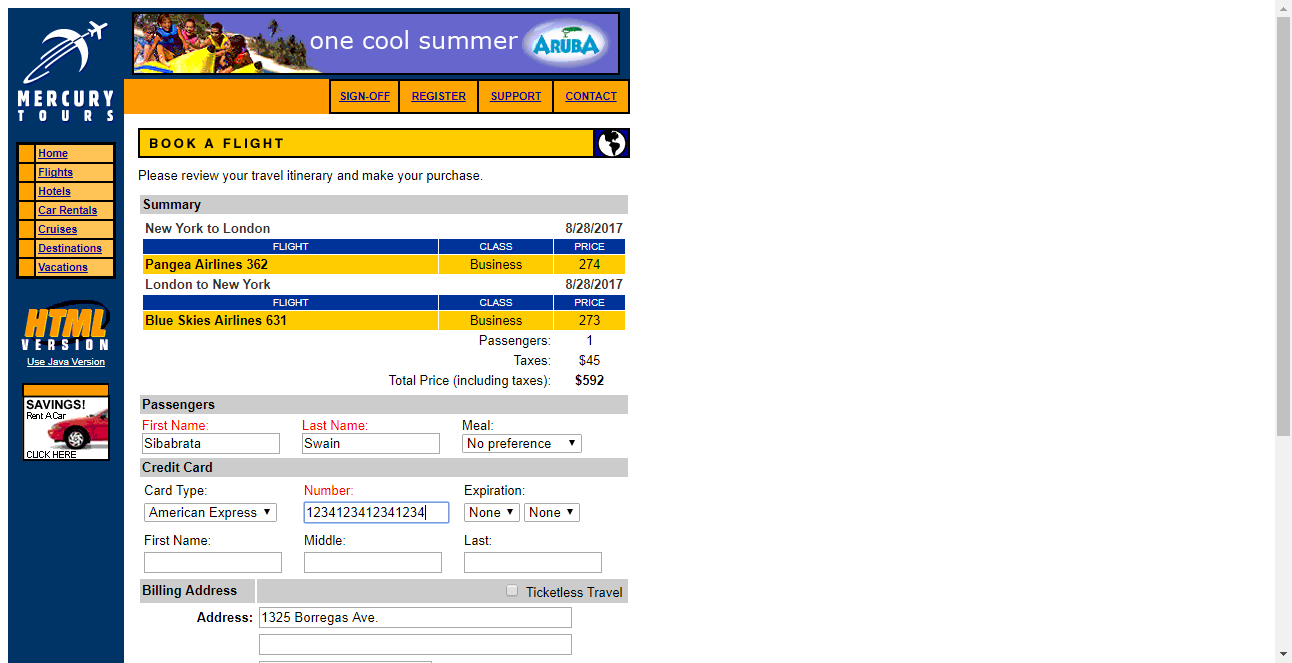 MERCURY
TOURS
one cool summer ARUBA
SIGN-OFF REGISTER SUPPORT CONTACT
Home
Flights
Hotels
Car Rentals
Cruises
Destinations
Vacations
HTML
VERSION
Use Java Version
SAVINGS!
Rent A Car
CLICK HERE
BOOK A FLIGHT
Please review your travel itinerary and make your purchase.
Summary
New York to London 8/28/2017
FLIGHT CLASS PRICE
Pangea Airlines 362 Business 274
London to New York 8/28/2017
FLIGHT CLASS PRICE
Blue Skies Airlines 631 Business 273
Passengers: 1
Taxes: $45
Total Price (including taxes): $592
Passengers
First Name: Last Name: Meal:
Sibabrata Swain No preference
Credit Card
Card Type: Number: Expiration:
American Express 1234123412341234 None None
First Name: Middle: Last:
Billing Address Ticketless Travel
Address: 1325 Borregas Ave.